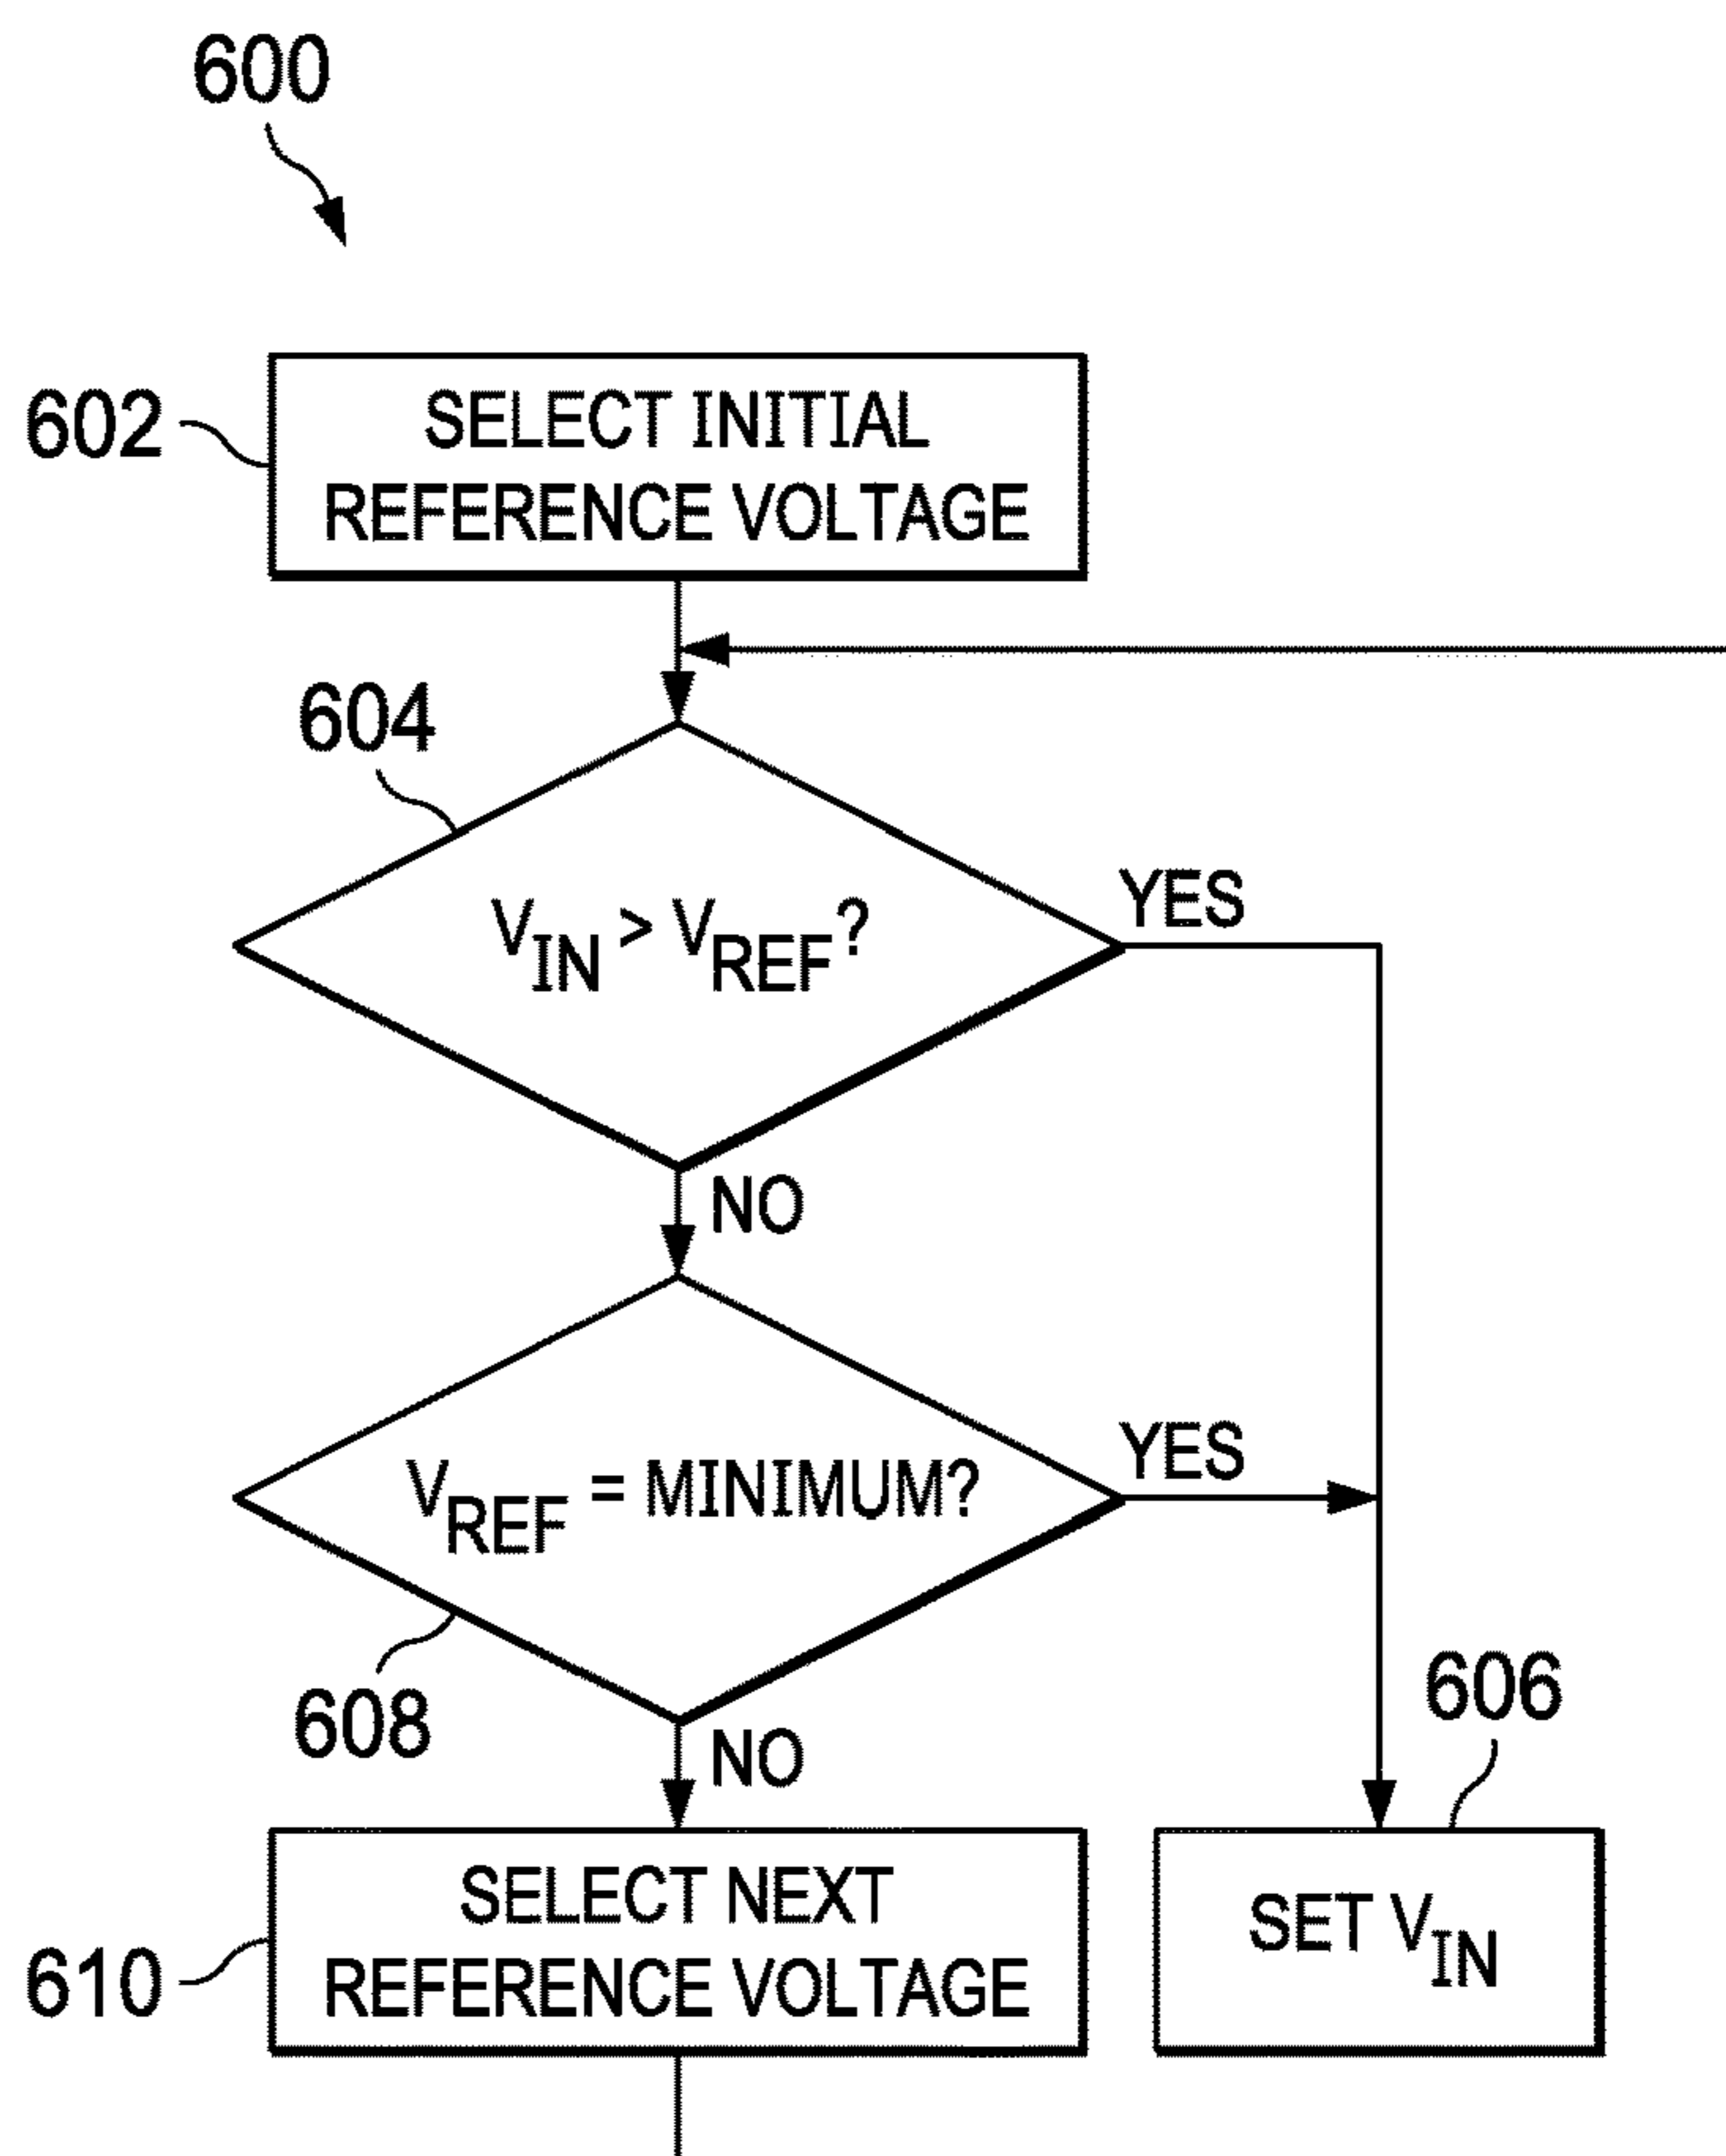 600
602
SELECT INITIAL
REFERENCE VOLTAGE
604
VIN > VREF?
YES
NO
VREF = MINIMUM?
YES
608
NO
606
610
SELECT NEXT
REFERENCE VOLTAGE
SET VIN